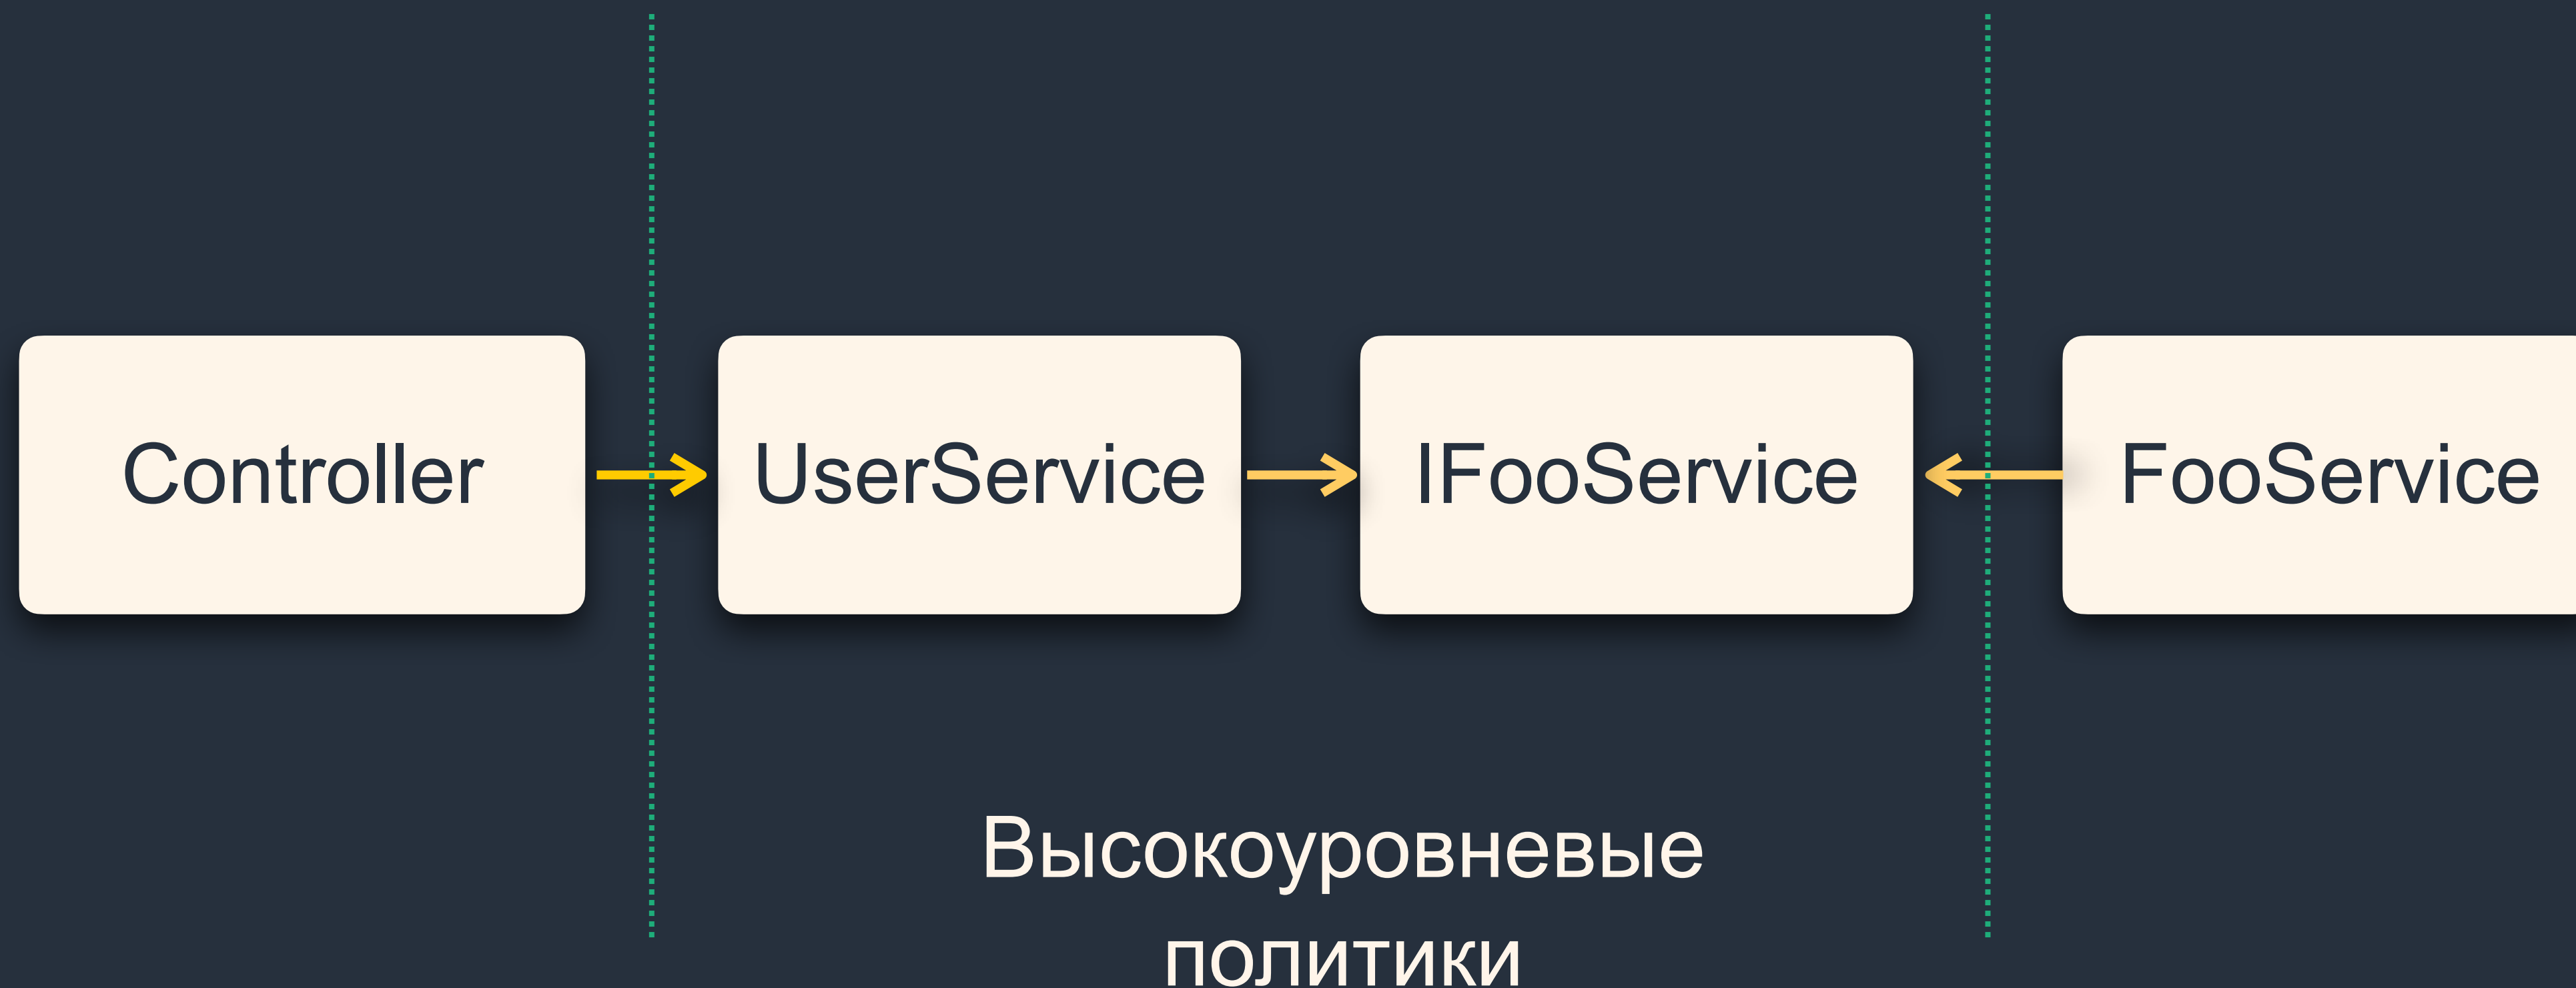 Controller
UserService
IFooService
FooService
Высокоуровневые
политики